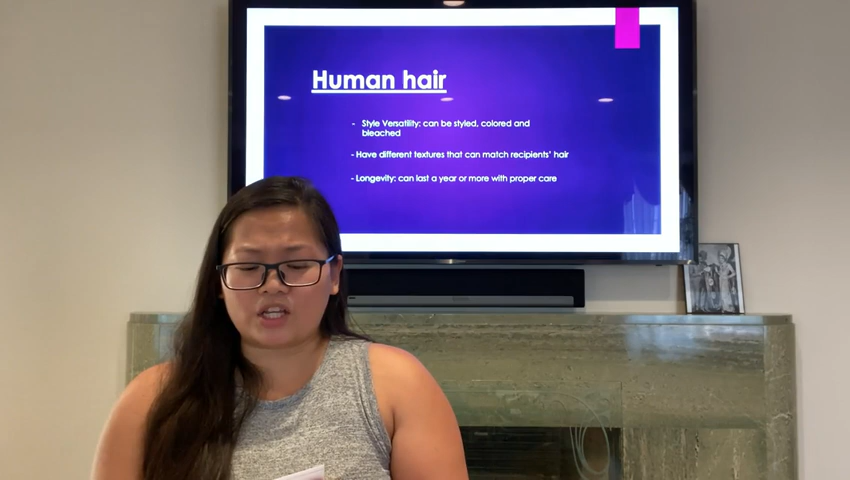 Human hair
- Style Versatility: can be styled, colored and
bleached
- Have different textures that can match recipients' hair
- Longevity: can last a year or more with proper care